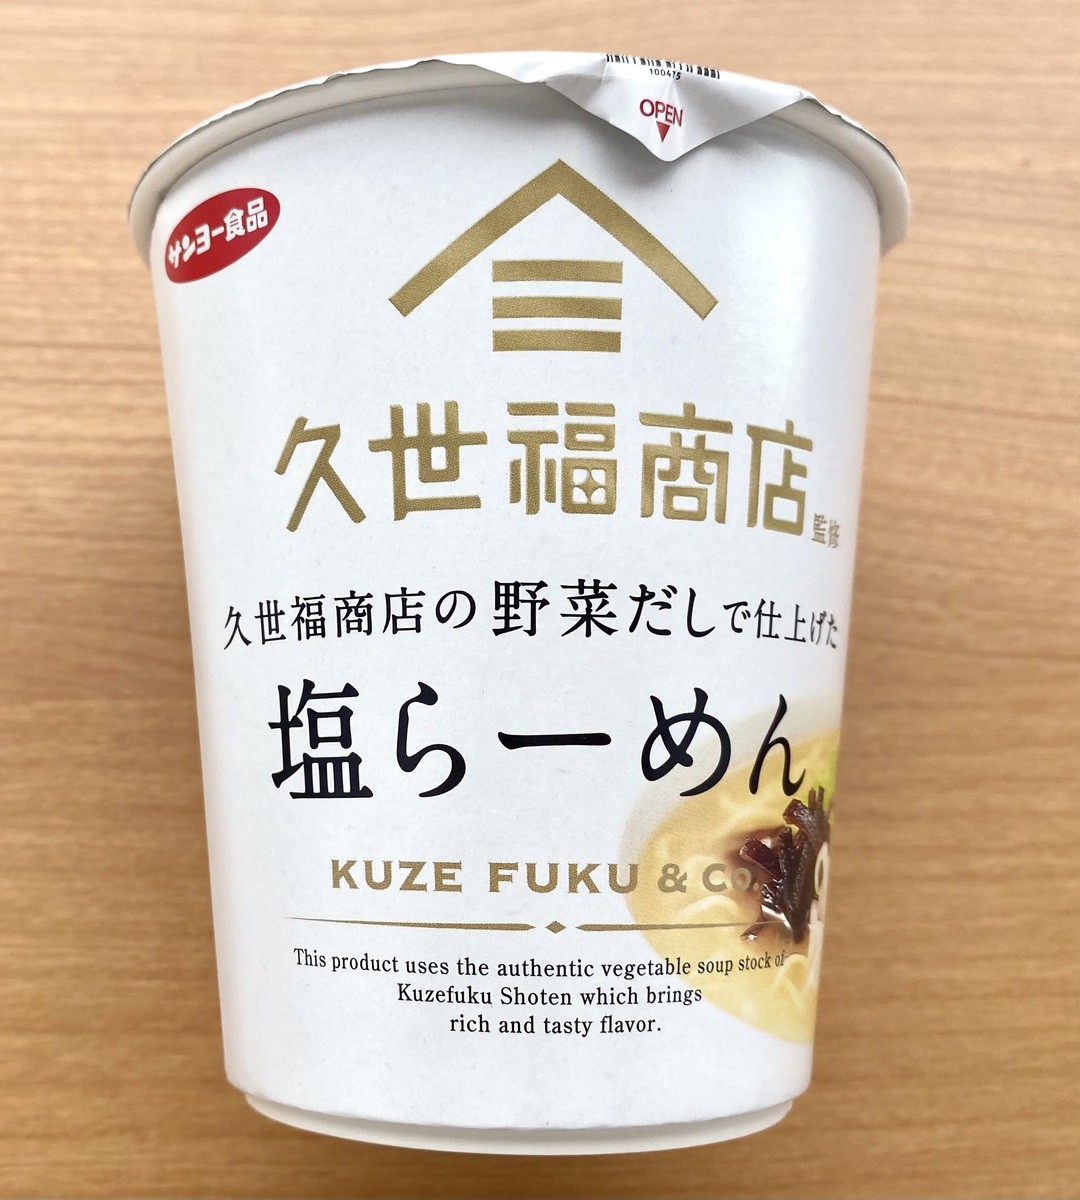 100475
OPEN
サンヨー食品
久世福商店
監修
久世福商店の野菜だしで仕上げた
塩らーめん
KUZE FUKU & Co.
This product uses the authentic vegetable soup stock of
Kuzefuku Shoten which brings
rich and tasty flavor.